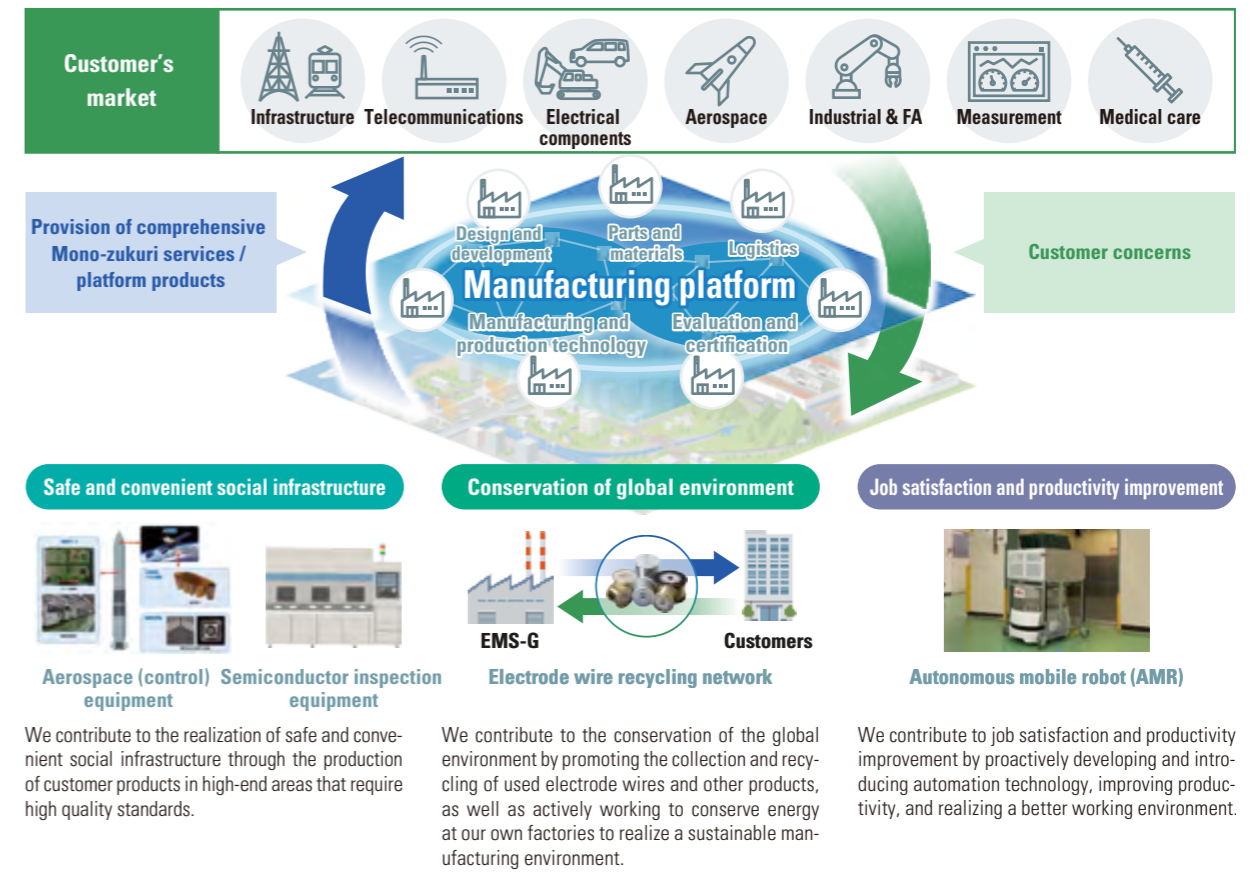 Customer's
market
Infrastructure
Telecommunications
Electrical
components
Aerospace
Industrial & FA
Measurement
Medical care
Provision of comprehensive
Mono-zukuri services /
platform products
Design and
development
Parts and
materials
Logistics
Customer concerns
Manufacturing platform
Manufacturing and
production technology
Evaluation and
certification
Safe and convenient social infrastructure
Aerospace (control)
equipment
Semiconductor inspection
equipment
We contribute to the realization of safe and conve-
nient social infrastructure through the production
of customer products in high-end areas that require
high quality standards.
Conservation of global environment
EMS-G
Customers
Electrode wire recycling network
We contribute to the conservation of the global
environment by promoting the collection and recy-
cling of used electrode wires and other products,
as well as actively working to conserve energy
at our own factories to realize a sustainable man-
ufacturing environment.
Job satisfaction and productivity improvement
Autonomous mobile robot (AMR)
We contribute to job satisfaction and productivity
improvement by proactively developing and intro-
ducing automation technology, improving produc-
tivity, and realizing a better working environment.